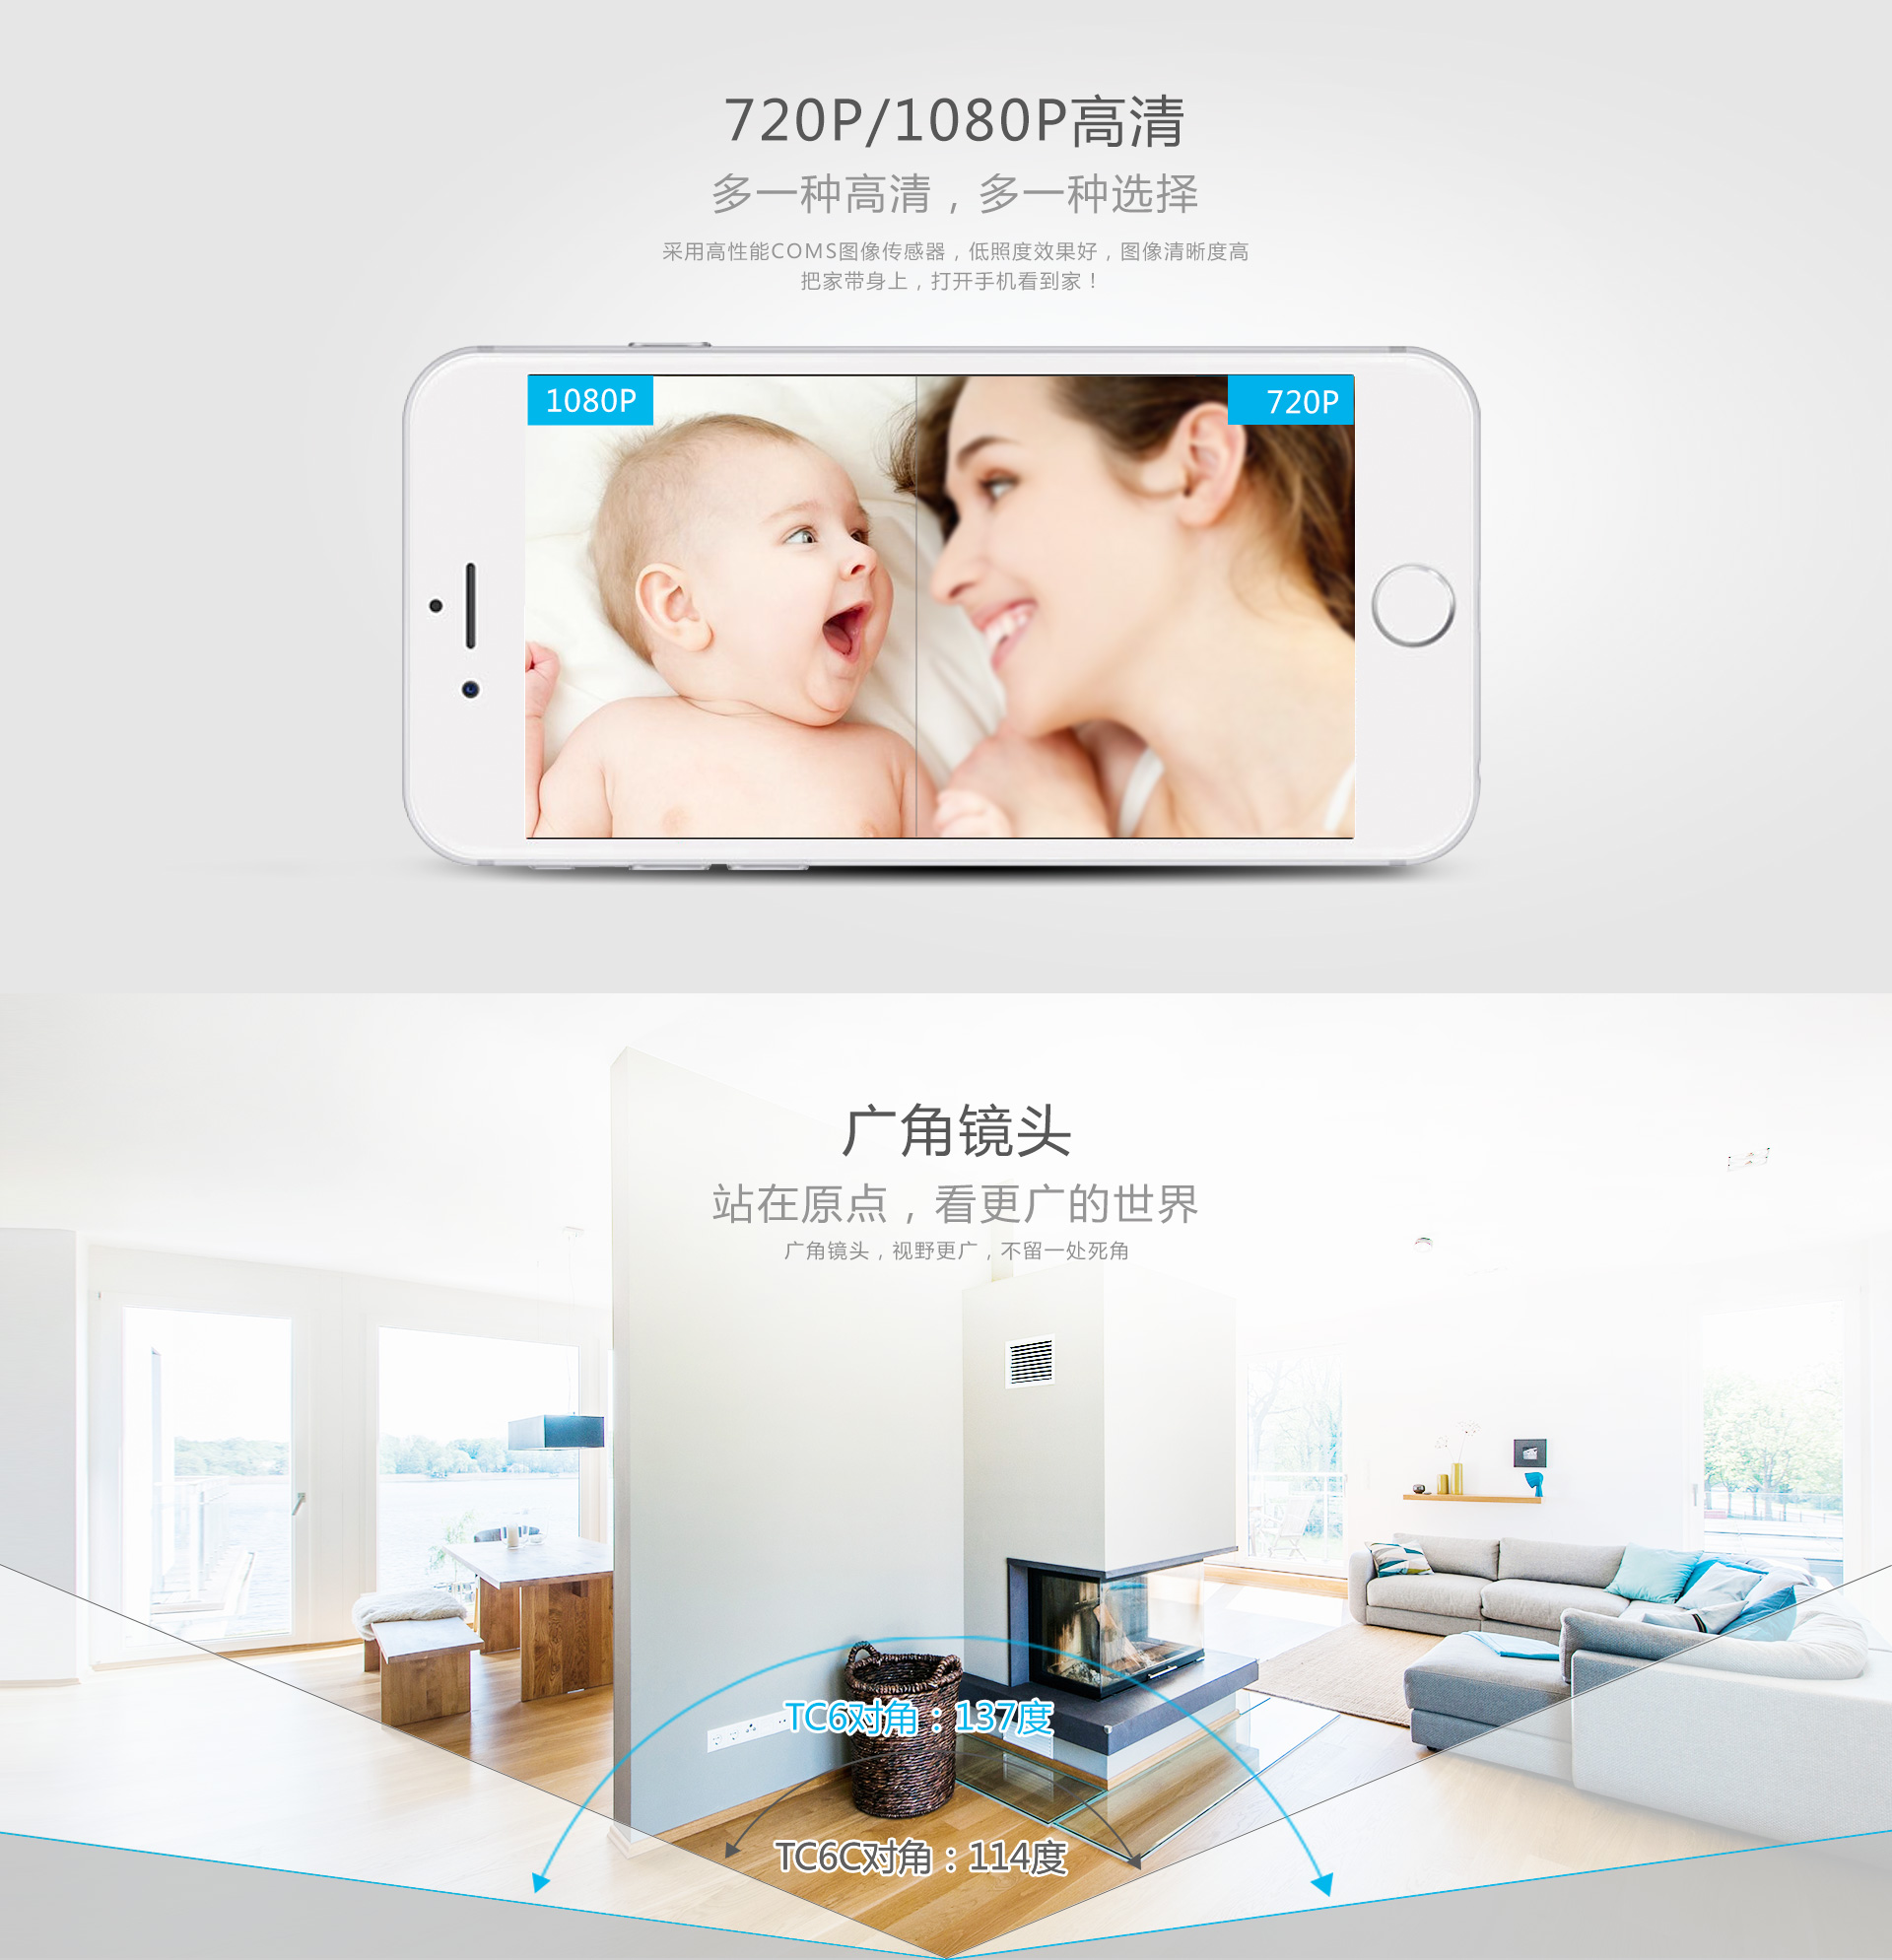 720P/1080P高清
多一种高清，多一种选择
采用高性能COMS图像传感器，低照度效果好，图像清晰度高
把家带身上，打开手机看到家！
1080P
720P
广角镜头
站在原点，看更广的世界
广角镜头，视野更广，不留一处死角
TC6对角：137度
TC6C对角：114度